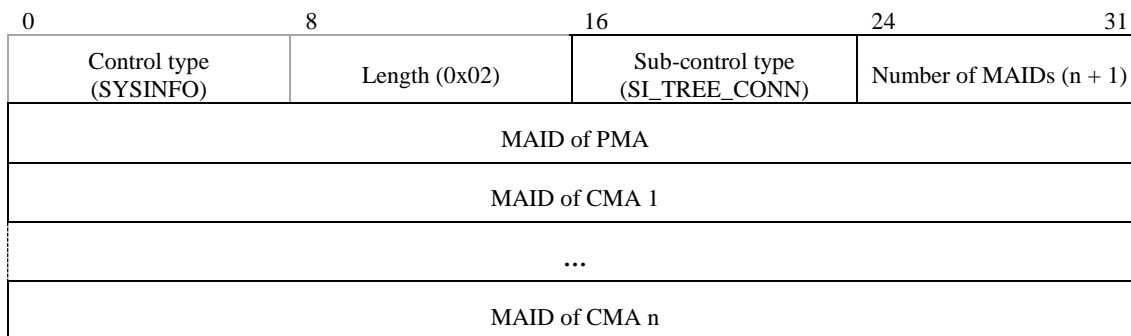 0 8 16 24 31
Control type
(SYSINFO)
Length (0x02)
Sub-control type
(SI_TREE_CONN)
Number of MAIDs (n + 1)
MAID of PMA
MAID of CMA 1
...
MAID of CMA n